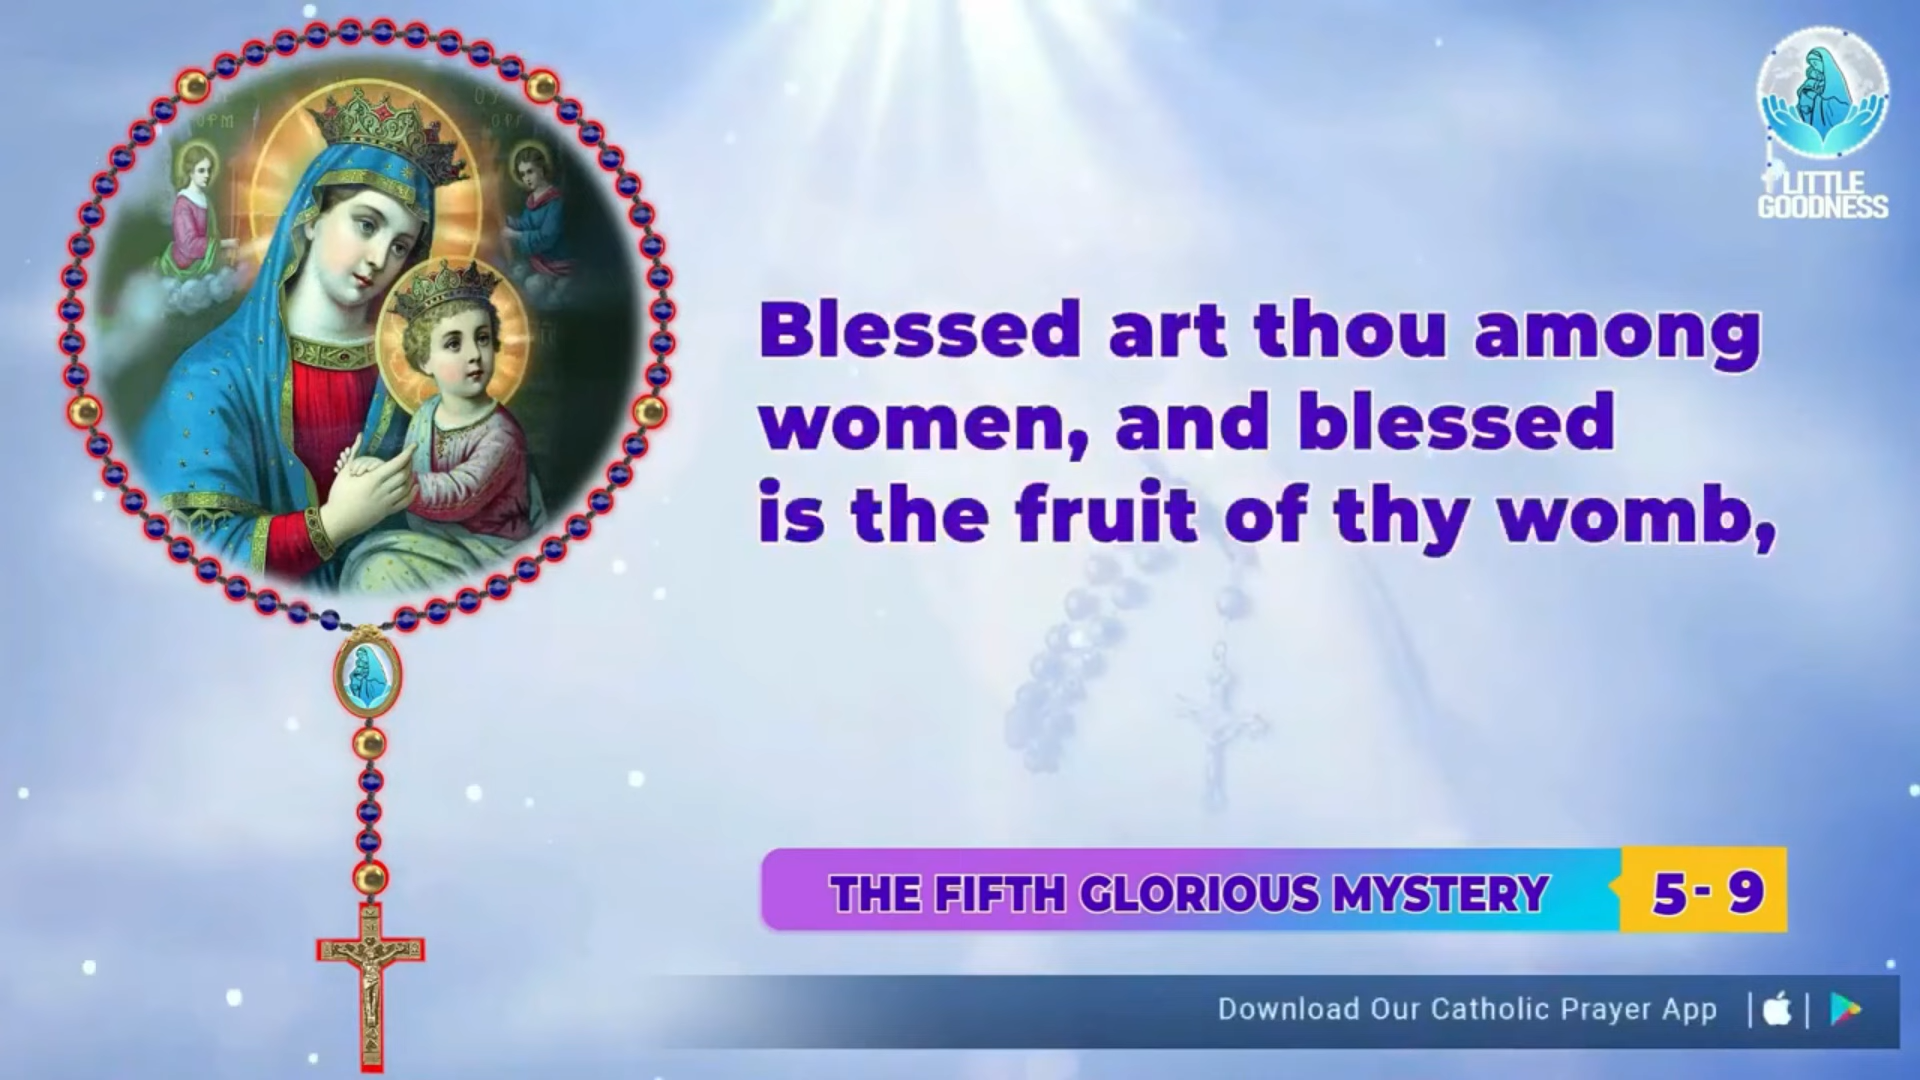 LITTLE
GOODNESS
Blessed art thou among
women, and blessed
is the fruit of thy womb,
THE FIFTH GLORIOUS MYSTERY 5- 9
Download Our Catholic Prayer App